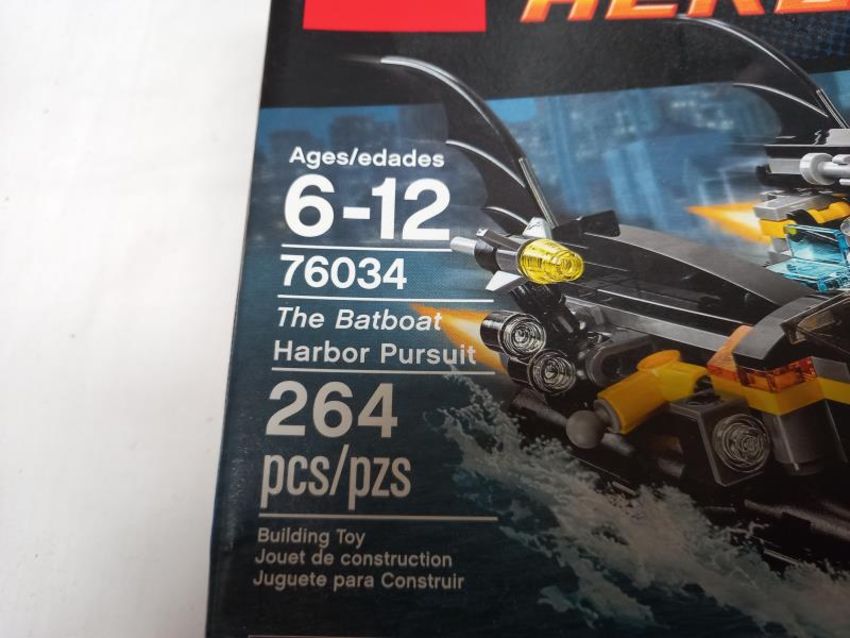 Ages/edades
6-12
76034
The Batboat
Harbor Pursuit
264
pcs/pzs
Building Toy
Jouet de construction
Juguete para Construir